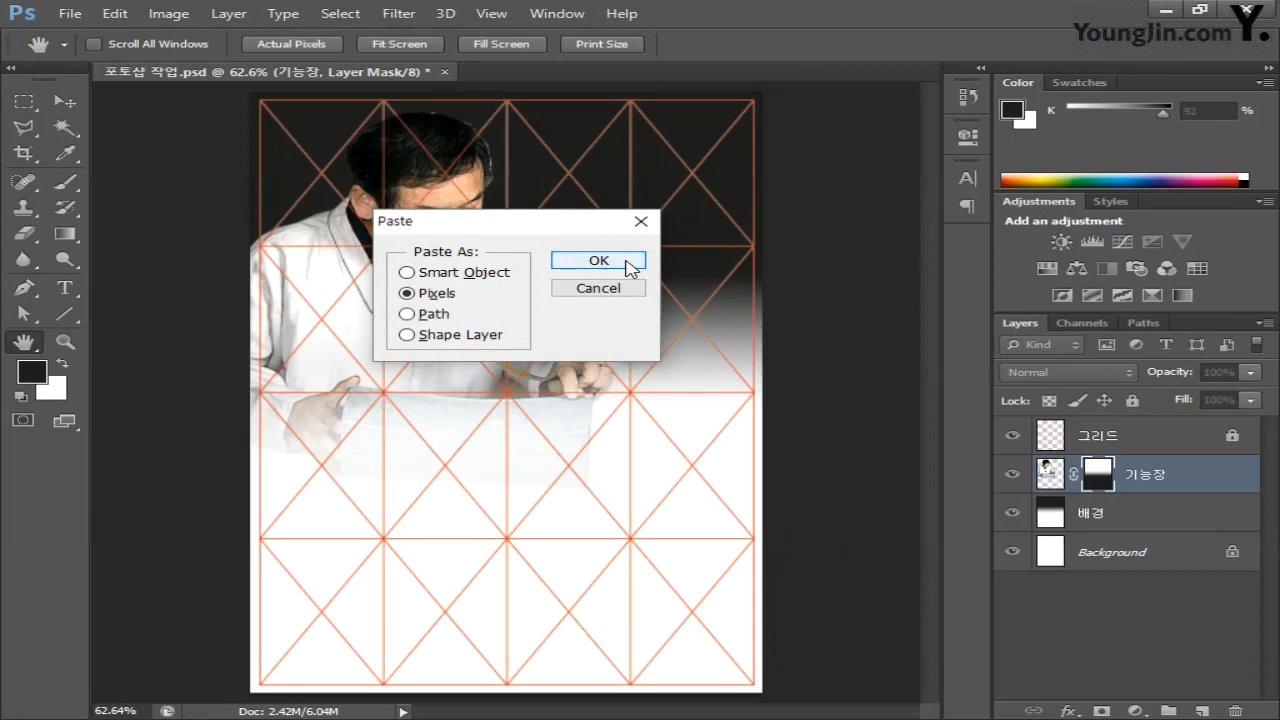 Ps File Edit Image Layer Type Select Filter 3D View Window Help
YoungJin.com Y.
Scroll All Windows Actual Pixels Fit Screen Fill Screen Print Size
포토샵 작업.psd @ 62.6% (기능장, Layer Mask/8) * ×
Color Swatches
K 92 %
Adjustments Styles
Add an adjustment
Paste
Paste As:
Smart Object
Pixels
Path
Shape Layer
OK
Cancel
Layers Channels Paths
Kind
Normal Opacity: 100%
Lock: Fill: 100%
그리드
기능장
배경
Background
62.64% Doc: 2.42M/6.04M